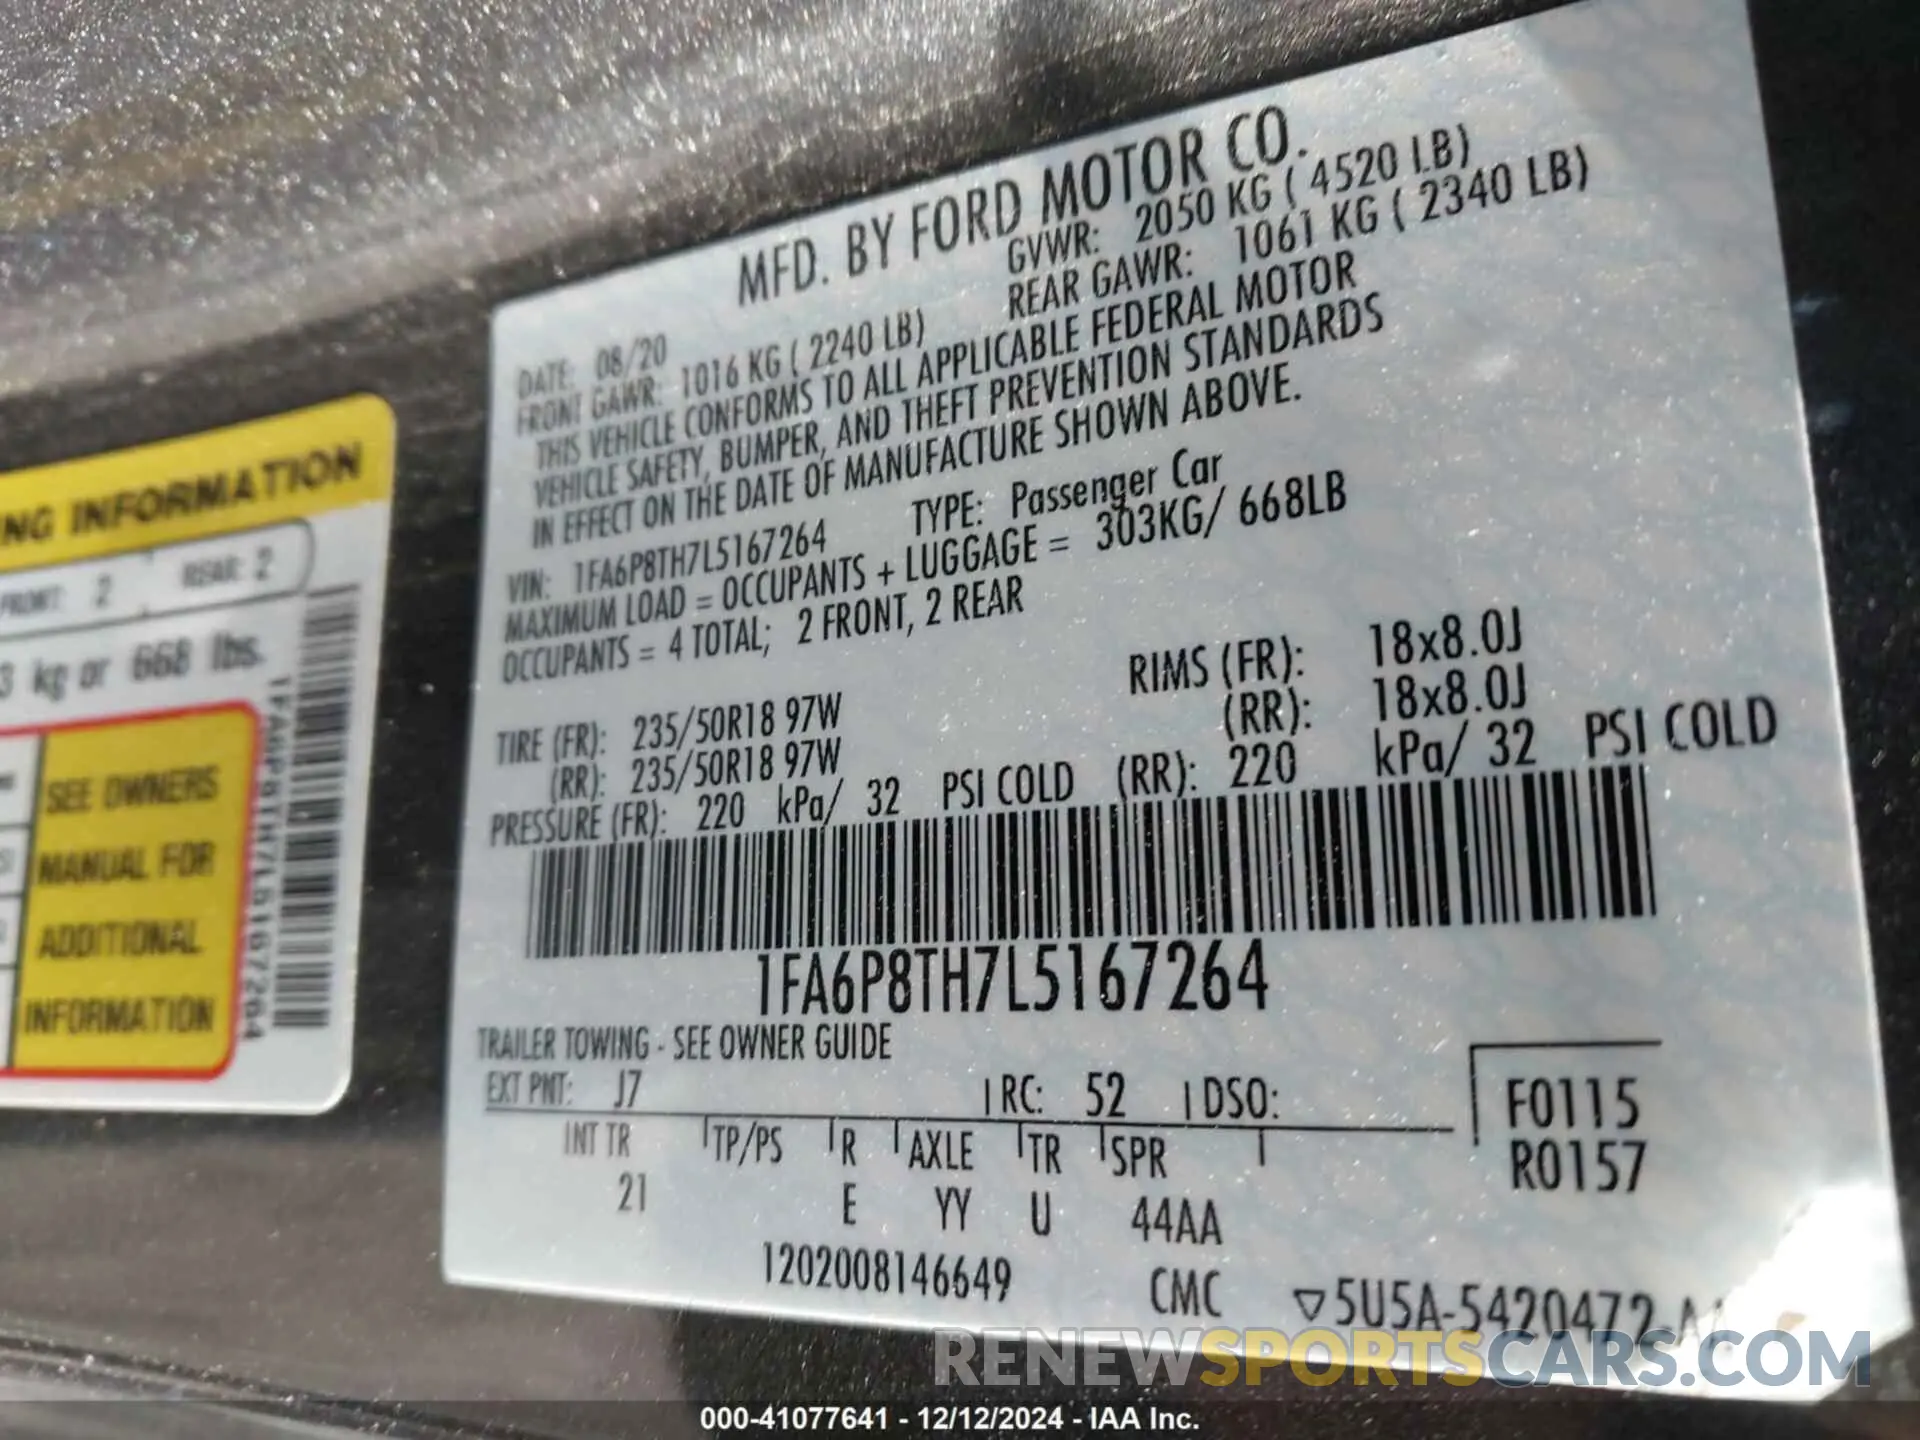 MFD. BY FORD MOTOR CO.
DATE: 08/20 GVWR: 2050 KG ( 4520 LB)
FRONT GAWR: 1016 KG ( 2240 LB) REAR GAWR: 1061 KG ( 2340 LB)
THIS VEHICLE CONFORMS TO ALL APPLICABLE FEDERAL MOTOR
VEHICLE SAFETY, BUMPER, AND THEFT PREVENTION STANDARDS
IN EFFECT ON THE DATE OF MANUFACTURE SHOWN ABOVE.
VIN: 1FA6P8TH7L5167264 TYPE: Passenger Car
MAXIMUM LOAD = OCCUPANTS + LUGGAGE = 303KG/ 668LB
OCCUPANTS = 4 TOTAL; 2 FRONT, 2 REAR
TIRE (FR): 235/50R18 97W RIMS (FR): 18x8.0J
(RR): 235/50R18 97W (RR): 18x8.0J
PRESSURE (FR): 220 kPa/ 32 PSI COLD (RR): 220 kPa/ 32 PSI COLD
1FA6P8TH7L5167264
TRAILER TOWING - SEE OWNER GUIDE
EXT PNT: J7 RC: 52 DSO: F0115
INT TR TP/PS R AXLE TR SPR R0157
21 E YY U 44AA
1202008146649 CMC ▽5U5A-5420472-AA
NG INFORMATION
FRONT: 2 REAR: 2
3 kg or 668 lbs.
SEE OWNERS
MANUAL FOR
ADDITIONAL
INFORMATION
1FA6P8TH7L5167264
RENEWSPORTSCARS.COM
000-41077641 - 12/12/2024 - IAA Inc.